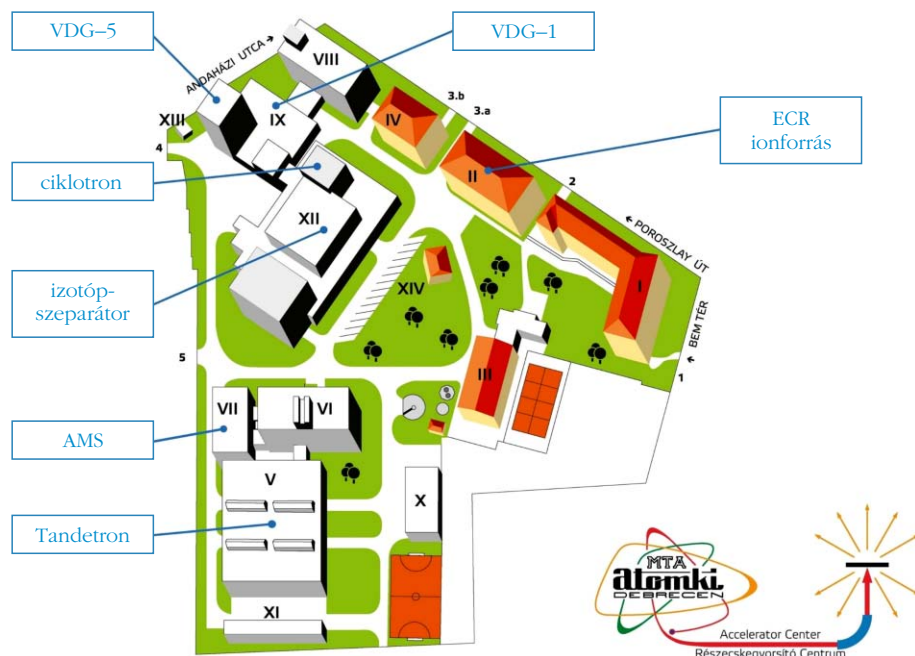 VDG–5
VDG–1
ANDAHÁZI UTCA →
VIII
3.b
3.a
ECR
ionforrás
XIII
IX
IV
4
II
2
ciklotron
← POROSZLAY ÚT
XII
I
izotóp-
szeparátor
XIV
← BEM TÉR
5
III
1
VII
VI
AMS
V
X
Tandetron
XI
MTA
atomki
DEBRECEN
Accelerator Center
Részecskegyorsító Centrum